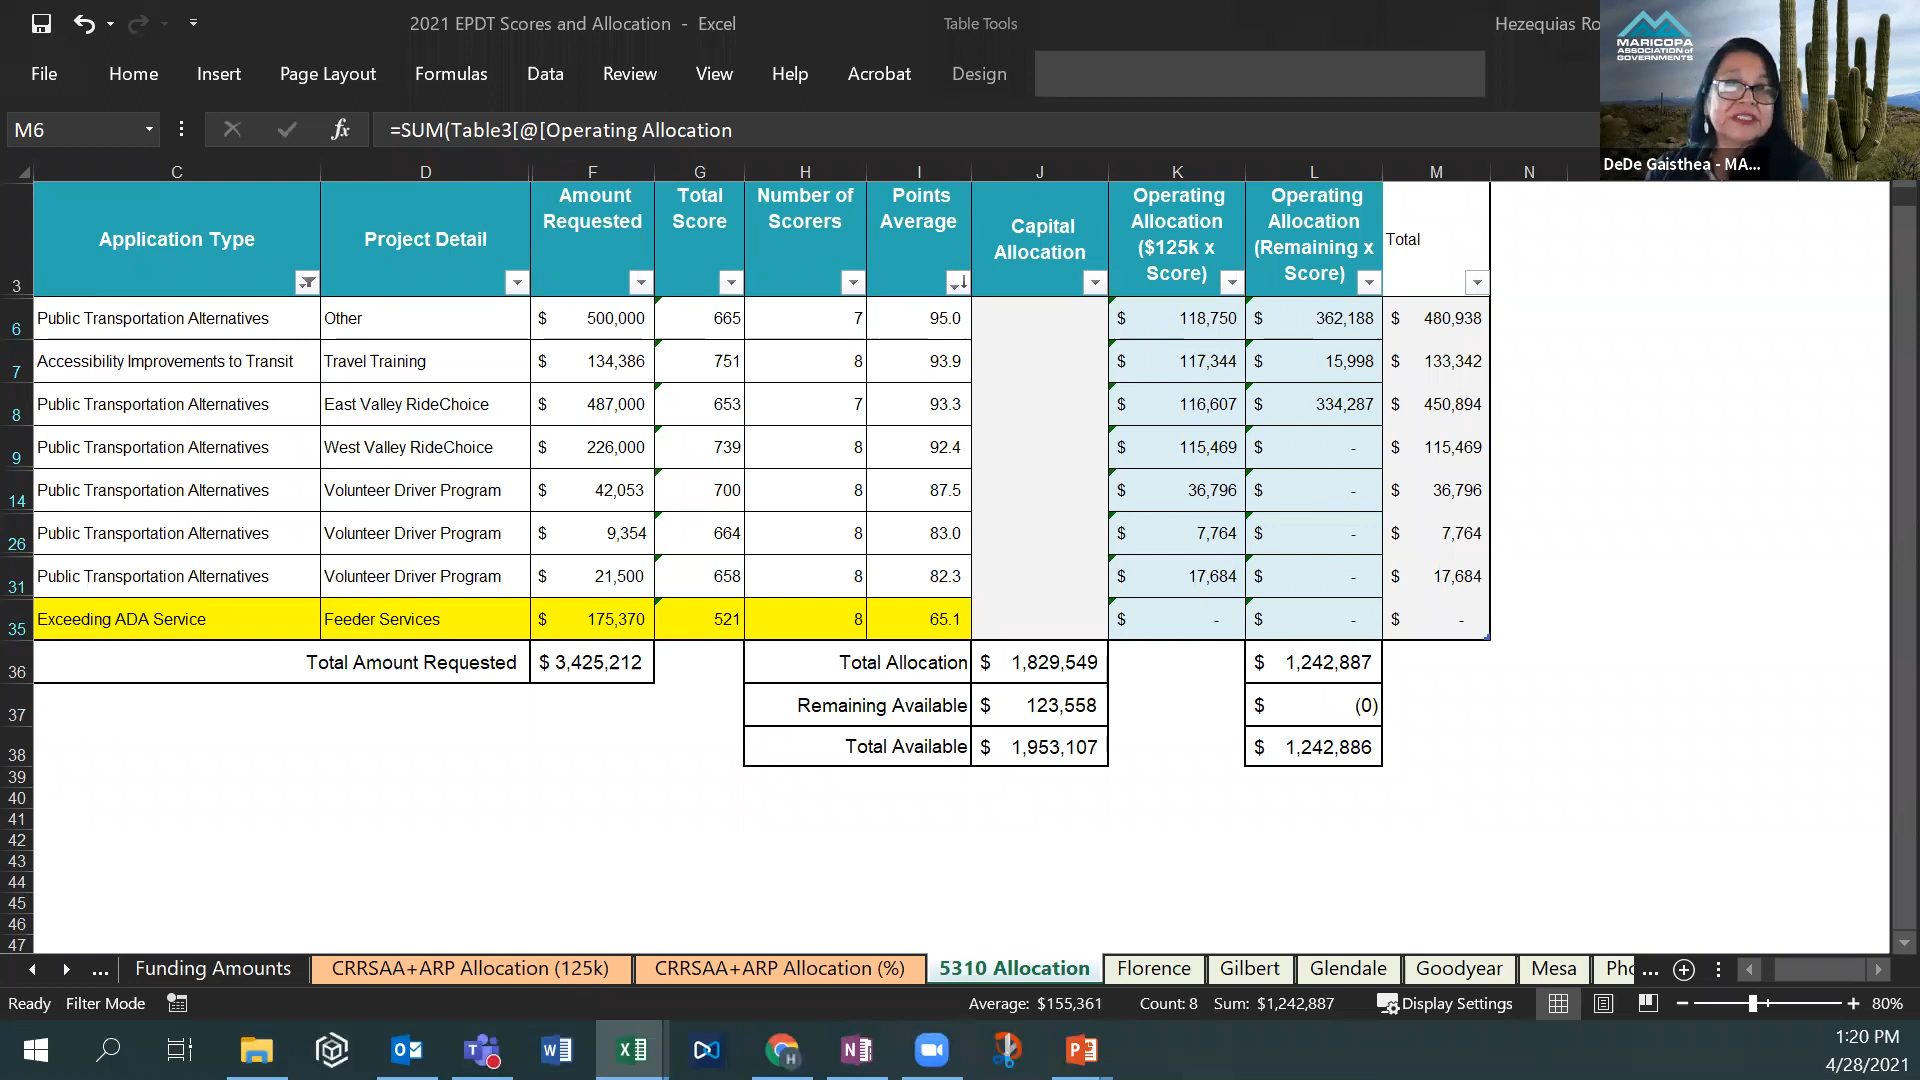 2021 EPDT Scores and Allocation - Excel
Table Tools
Hezequias Ro
MARICOPA
ASSOCIATION of
GOVERNMENTS
DeDe Gaisthea - MA...
File Home Insert Page Layout Formulas Data Review View Help Acrobat Design
M6 fx =SUM(Table3[@[Operating Allocation
C D F G H I J K L M N
3 Application Type Project Detail Amount Requested Total Score Number of Scorers Points Average Capital Allocation Operating Allocation ($125k x Score) Operating Allocation (Remaining x Score) Total
6 Public Transportation Alternatives Other $ 500,000 665 7 95.0 $ 118,750 $ 362,188 $ 480,938
7 Accessibility Improvements to Transit Travel Training $ 134,386 751 8 93.9 $ 117,344 $ 15,998 $ 133,342
8 Public Transportation Alternatives East Valley RideChoice $ 487,000 653 7 93.3 $ 116,607 $ 334,287 $ 450,894
9 Public Transportation Alternatives West Valley RideChoice $ 226,000 739 8 92.4 $ 115,469 $ - $ 115,469
14 Public Transportation Alternatives Volunteer Driver Program $ 42,053 700 8 87.5 $ 36,796 $ - $ 36,796
26 Public Transportation Alternatives Volunteer Driver Program $ 9,354 664 8 83.0 $ 7,764 $ - $ 7,764
31 Public Transportation Alternatives Volunteer Driver Program $ 21,500 658 8 82.3 $ 17,684 $ - $ 17,684
35 Exceeding ADA Service Feeder Services $ 175,370 521 8 65.1 $ - $ - $ -
36 Total Amount Requested $ 3,425,212 Total Allocation $ 1,829,549 $ 1,242,887
37 Remaining Available $ 123,558 $ (0)
38 Total Available $ 1,953,107 $ 1,242,886
39
40
41
42
43
44
45
46
47
... Funding Amounts CRRSAA+ARP Allocation (125k) CRRSAA+ARP Allocation (%) 5310 Allocation Florence Gilbert Glendale Goodyear Mesa Pho ...
Ready Filter Mode Average: $155,361 Count: 8 Sum: $1,242,887 Display Settings 80%
1:20 PM
4/28/2021